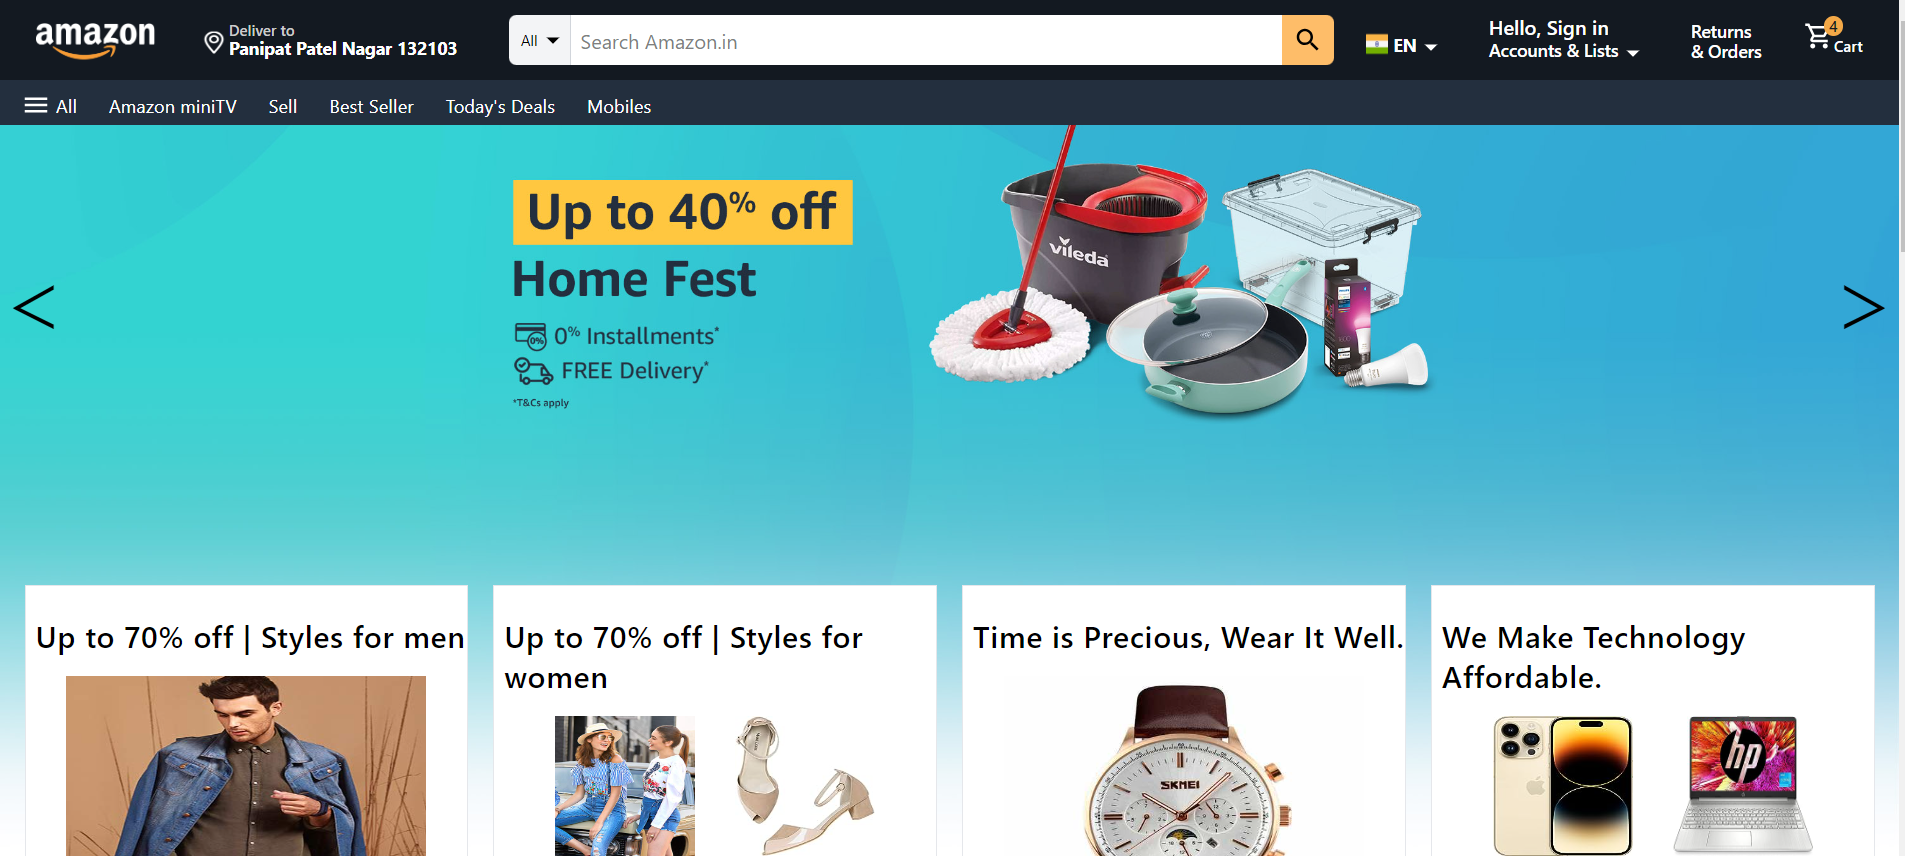 amazon
Deliver to
Panipat Patel Nagar 132103
All
Search Amazon.in
EN
Hello, Sign in
Accounts & Lists
Returns
& Orders
4
Cart
All
Amazon miniTV
Sell
Best Seller
Today's Deals
Mobiles
Up to 40% off
Home Fest
0%
0% Installments*
FREE Delivery*
*T&Cs apply
vileda
<
>
Up to 70% off | Styles for men
Up to 70% off | Styles for
women
Time is Precious, Wear It Well.
We Make Technology
Affordable.
SKMEI
hp